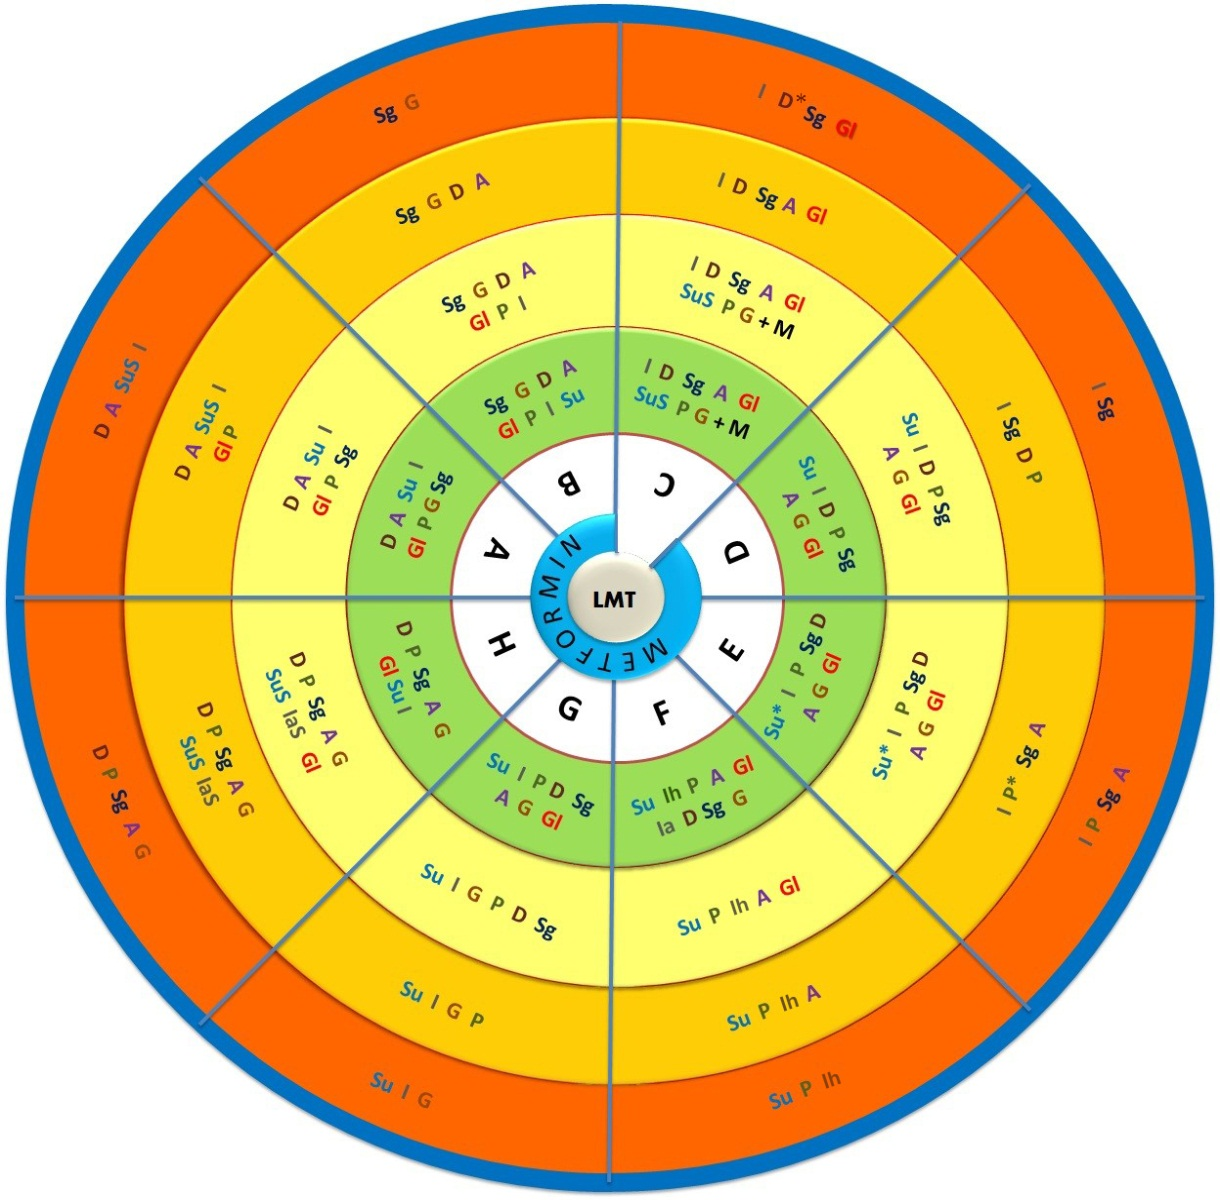 LMT
METFORMIN
A
D A Su I
Gl P G Sg
D A Su I
Gl P Sg
D A SuS I
Gl P
D A SuS I
B
Sg G D A
Gl P I Su
Sg G D A
Gl P I
Sg G D A
Sg G
C
I D Sg A Gl
SuS P G + M
I D Sg A Gl
SuS P G + M
I D Sg A Gl
I D* Sg Gl
D
Su I D P Sg
A G Gl
Su I D P Sg
A G Gl
I Sg D P
I Sg
E
Su* I P Sg D
A G Gl
Su* I P Sg D
A G Gl
I P* Sg A
I P Sg A
F
Su Ih P A Gl
Ia D Sg G
Su P Ih A Gl
Su P Ih A
Su P Ih
G
Su I P D Sg
A G Gl
Su I G P D Sg
Su I G P
Su I G
H
D P Sg A G
Gl Su I
D P Sg A G
SuS IaS Gl
D P Sg A G
SuS IaS
D P Sg A G